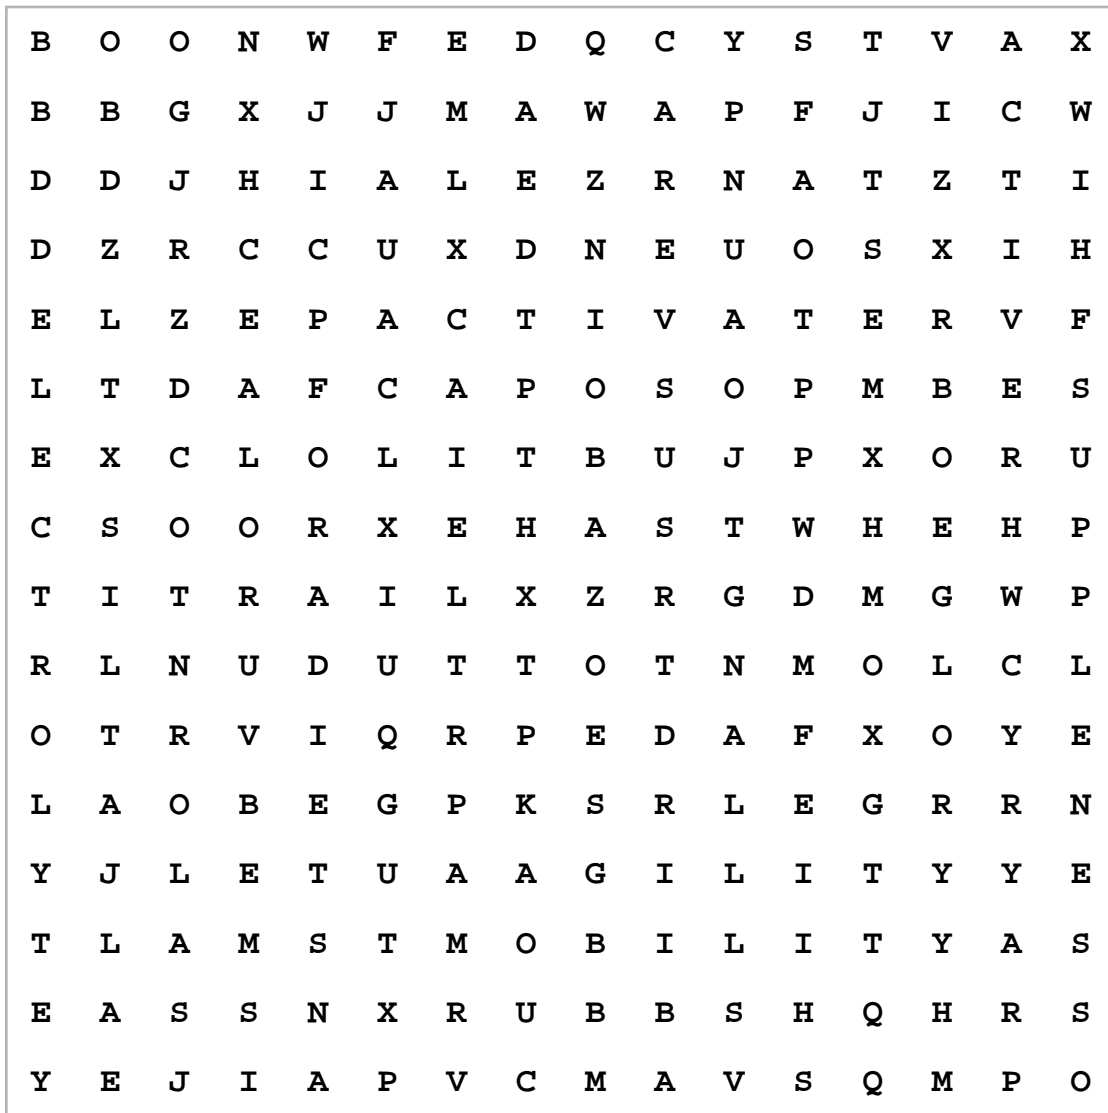 B O O N W F E D Q C Y S T V A X
B B G X J J M A W A P F J I C W
D D J H I A L E Z R N A T Z T I
D Z R C C U X D N E U O S X I H
E L Z E P A C T I V A T E R V F
L T D A F C A P O S O P M B E S
E X C L O L I T B U J P X O R U
C S O O R X E H A S T W H E H P
T I T R A I L X Z R G D M G W P
R L N U D U T T O T N M O L C L
O T R V I Q R P E D A F X O Y E
L A O B E G P K S R L E G R R N
Y J L E T U A A G I L I T Y Y E
T L A M S T M O B I L I T Y A S
E A S S N X R U B B S H Q H R S
Y E J I A P V C M A V S Q M P O